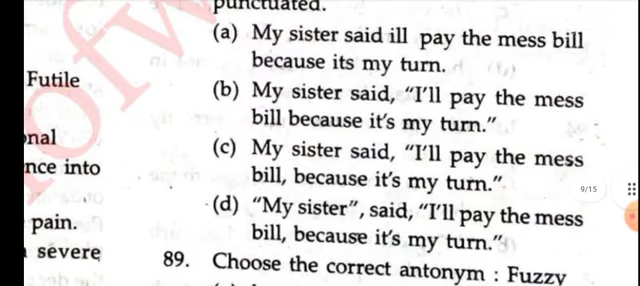 punctuated.
(a) My sister said ill pay the mess bill
because its my turn.
(b) My sister said, “I’ll pay the mess
bill because it’s my turn.”
(c) My sister said, “I’ll pay the mess
bill, because it’s my turn.”
(d) “My sister”, said, “I’ll pay the mess
bill, because it’s my turn.”
89. Choose the correct antonym : Fuzzy
Futile
nce into
pain.
severe
9/15